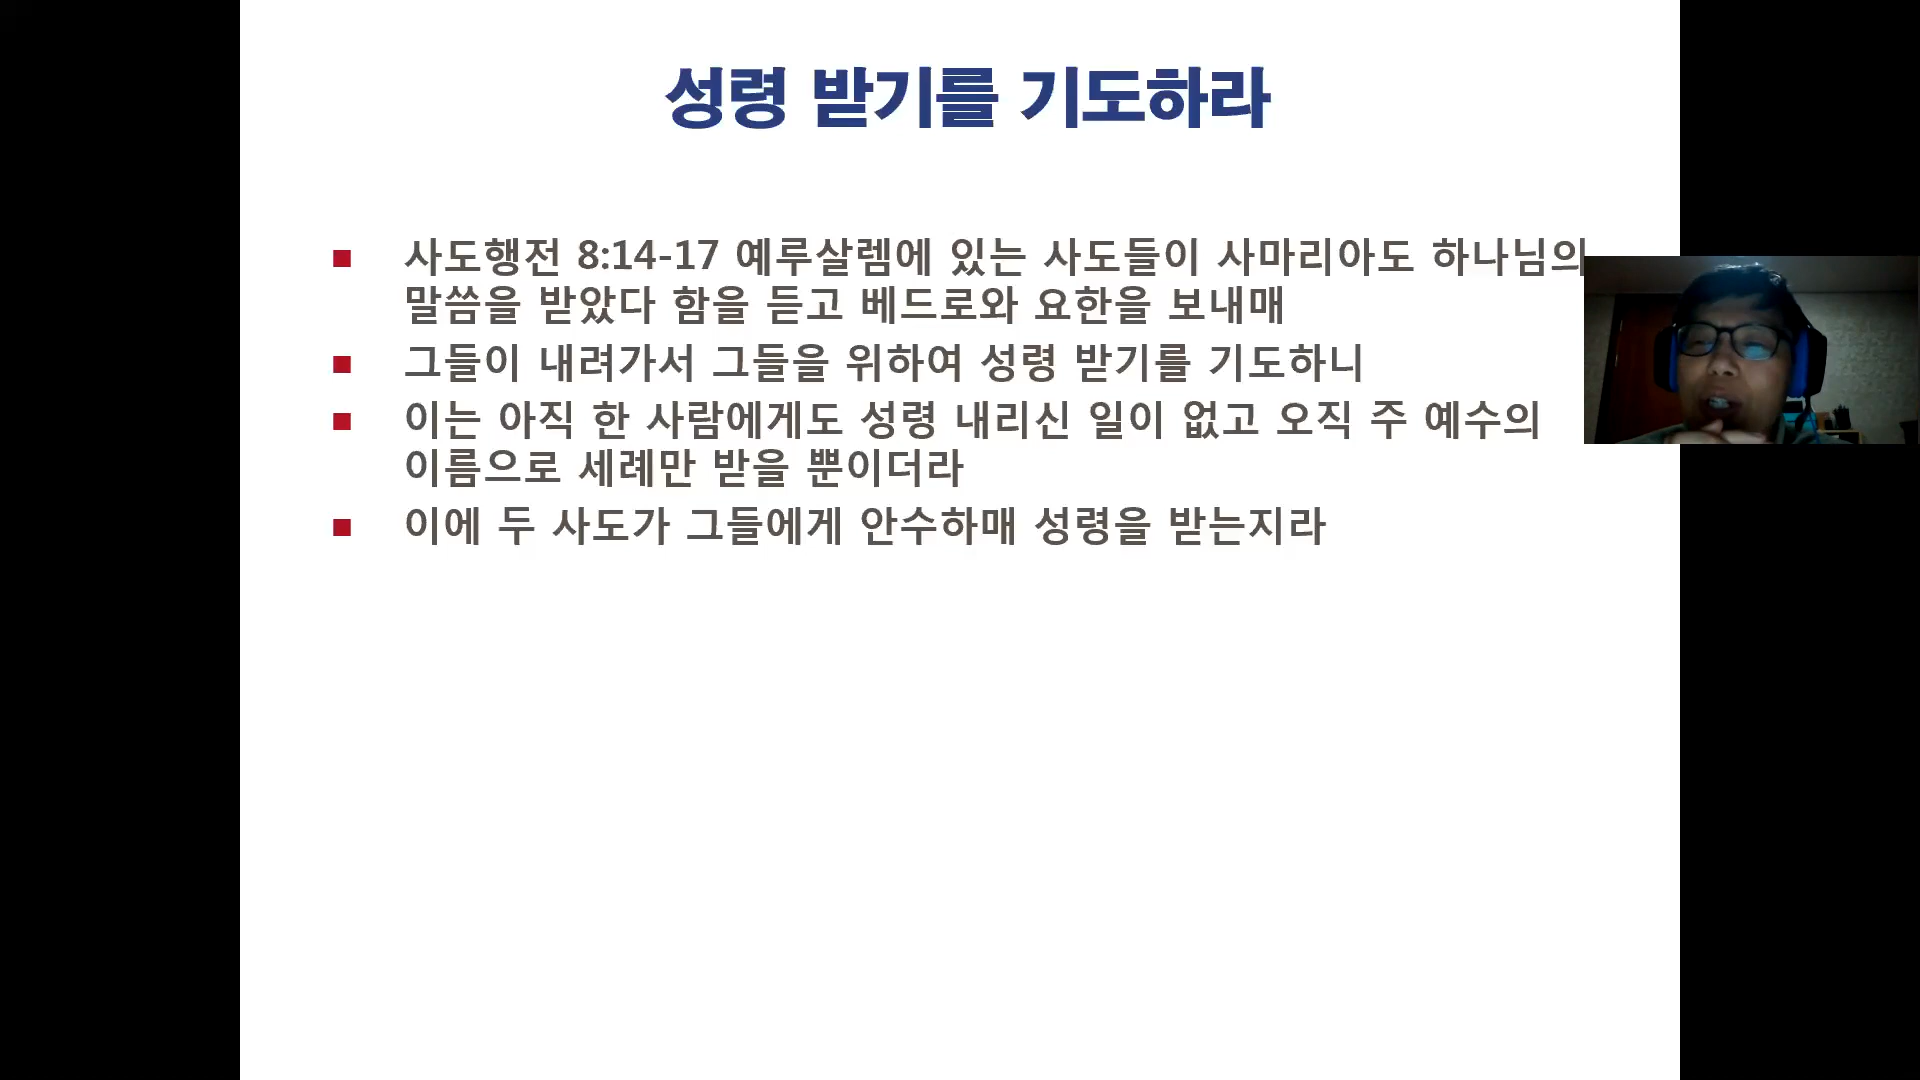 성령 받기를 기도하라
사도행전 8:14-17 예루살렘에 있는 사도들이 사마리아도 하나님의
말씀을 받았다 함을 듣고 베드로와 요한을 보내매
그들이 내려가서 그들을 위하여 성령 받기를 기도하니
이는 아직 한 사람에게도 성령 내리신 일이 없고 오직 주 예수의
이름으로 세례만 받을 뿐이더라
이에 두 사도가 그들에게 안수하매 성령을 받는지라